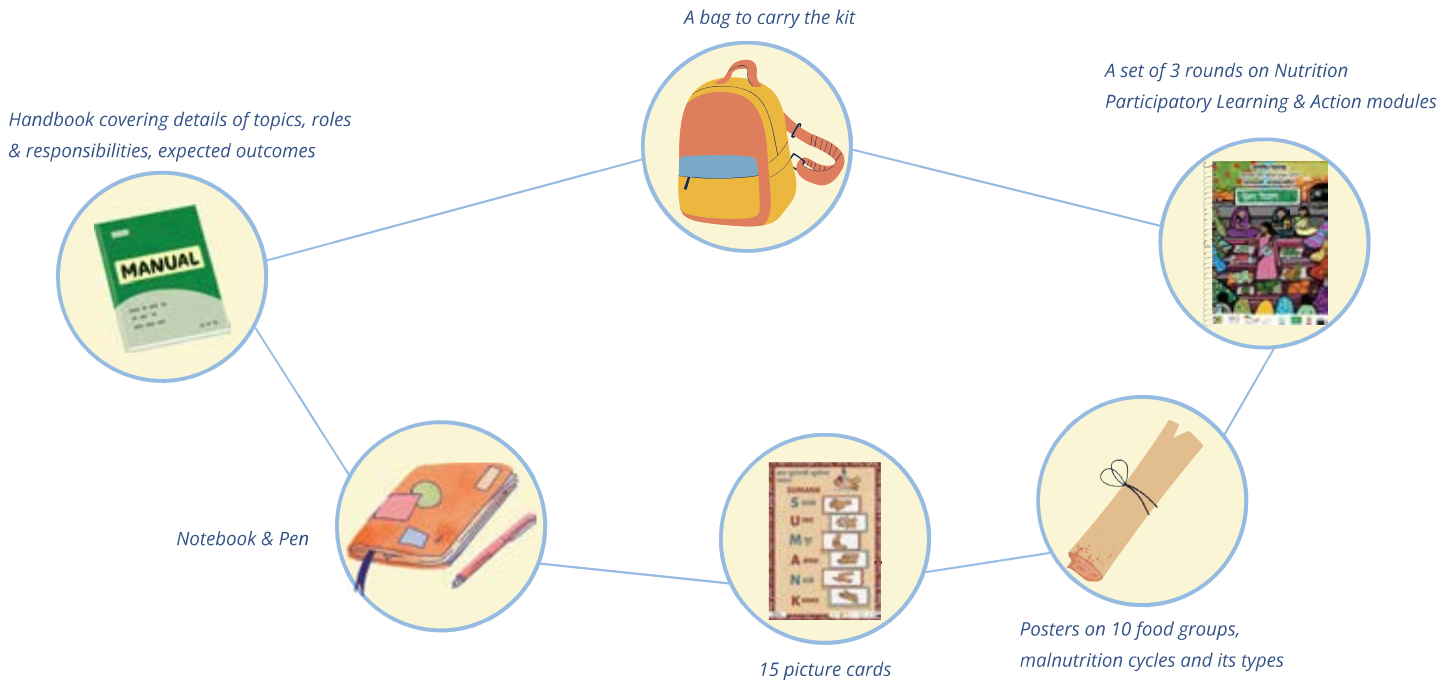 A bag to carry the kit
A set of 3 rounds on Nutrition
Participatory Learning & Action modules
Handbook covering details of topics, roles
& responsibilities, expected outcomes
MANUAL
SUMANK
S
U
M
A
N
K
Notebook & Pen
15 picture cards
Posters on 10 food groups,
malnutrition cycles and its types